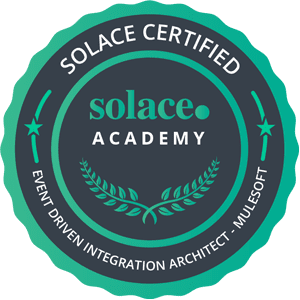 SOLACE CERTIFIED
solace.
ACADEMY
EVENT DRIVEN INTEGRATION ARCHITECT - MULESOFT